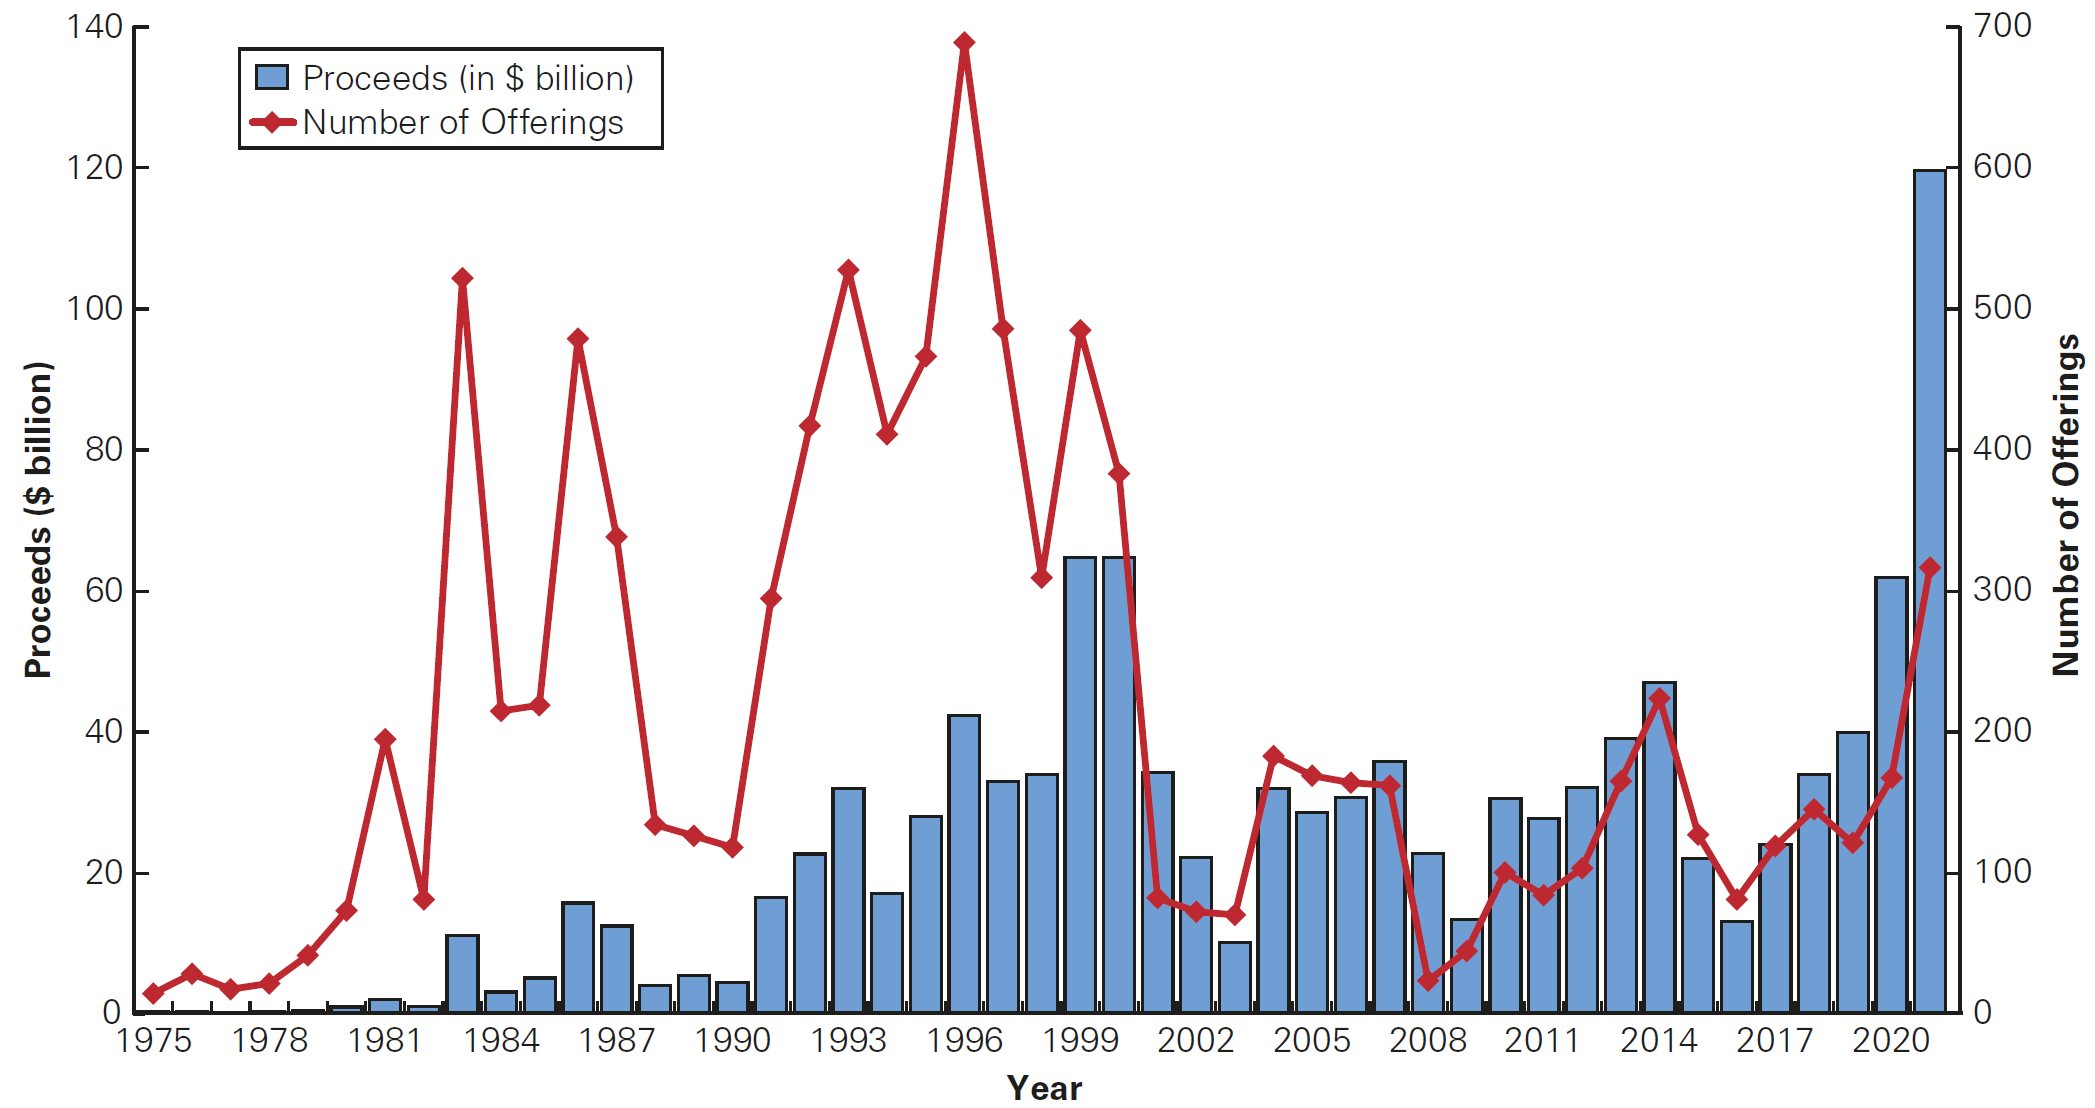 Proceeds (in $ billion)
Number of Offerings
140
120
100
80
60
40
20
0
Proceeds ($ billion)
700
600
500
400
300
200
100
0
Number of Offerings
1975 1978 1981 1984 1987 1990 1993 1996 1999 2002 2005 2008 2011 2014 2017 2020
Year